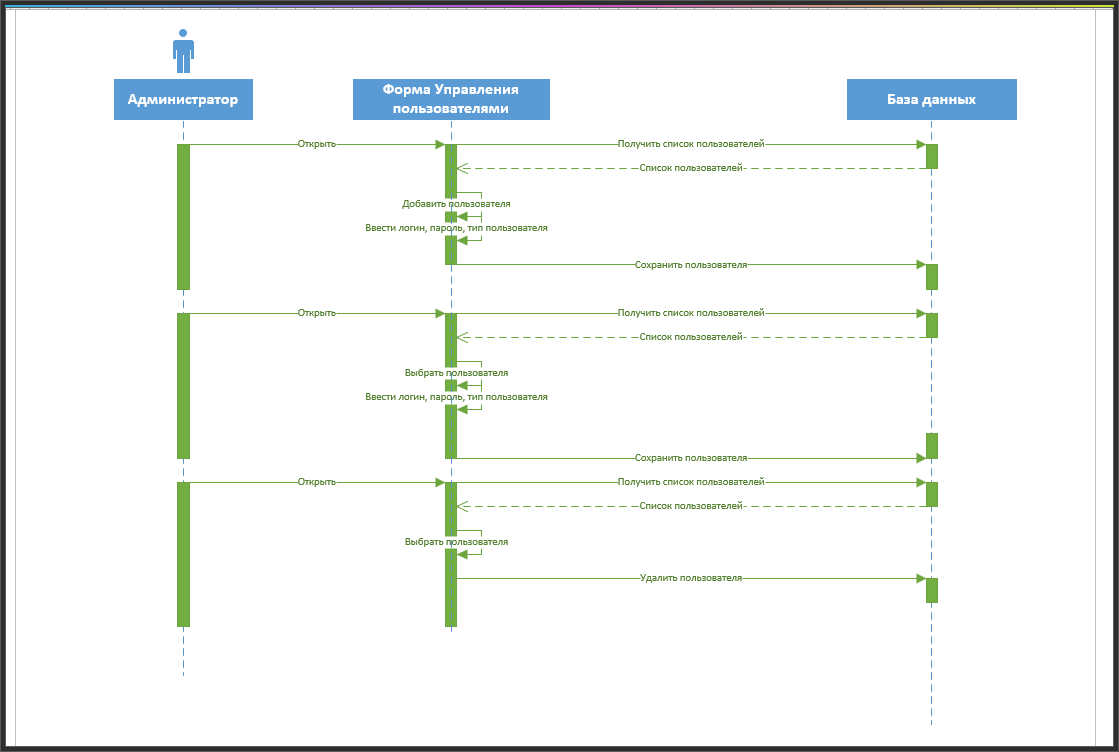 Администратор
Форма Управления
пользователями
База данных
Открыть
Получить список пользователей
Список пользователей
Добавить пользователя
Ввести логин, пароль, тип пользователя
Сохранить пользователя
Открыть
Получить список пользователей
Список пользователей
Выбрать пользователя
Ввести логин, пароль, тип пользователя
Сохранить пользователя
Открыть
Получить список пользователей
Список пользователей
Выбрать пользователя
Удалить пользователя